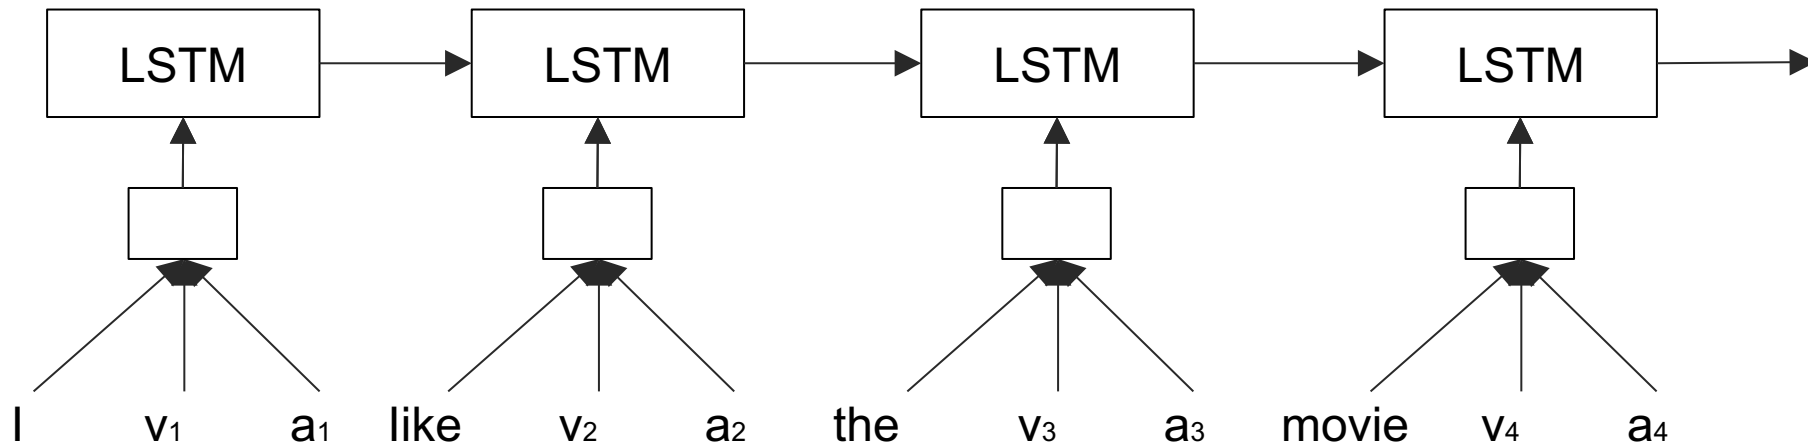 LSTM LSTM LSTM LSTM
I v₁ a₁ like v₂ a₂ the v₃ a₃ movie v₄ a₄